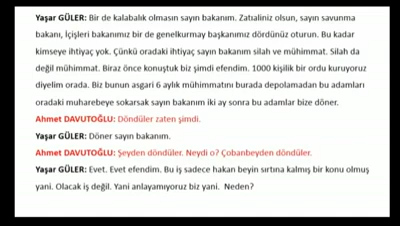 Yaşar GÜLER: Bir de kalabalık olmasın sayın bakanım. Zatıaliniz olsun, sayın savunma
bakanı, İçişleri bakanımız bir de genelkurmay başkanımız dördünüz oturun. Bu kadar
kimseye ihtiyaç yok. Çünkü oradaki ihtiyaç sayın bakanım silah ve mühimmat. Silah da
değil mühimmat. Biraz önce konuştuk biz şimdi efendim. 1000 kişilik bir ordu kuruyoruz
diyelim orada. Biz bunun asgari 6 aylık mühimmatını burada depolamadan bu adamları
oradaki muharebeye sokarsak sayın bakanım iki ay sonra bu adamlar bize döner.
Ahmet DAVUTOĞLU: Döndüler zaten şimdi.
Yaşar GÜLER: Döner sayın bakanım.
Ahmet DAVUTOĞLU: Şeyden döndüler. Neydi o? Çobanbeyden döndüler.
Yaşar GÜLER: Evet. Evet efendim. Bu iş sadece hakan beyin sırtına kalmış bir konu olmuş
yani. Olacak iş değil. Yani anlayamıyoruz biz yani.  Neden?